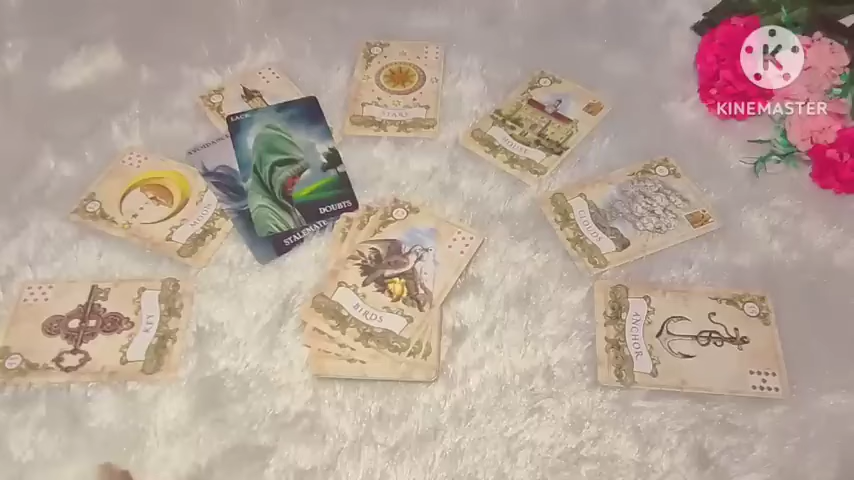 KINEMASTER
STARS
HOUSE
LACK
DOUBTS
STALEMATE
MOON
CLOUDS
BIRDS
KEY
ANCHOR